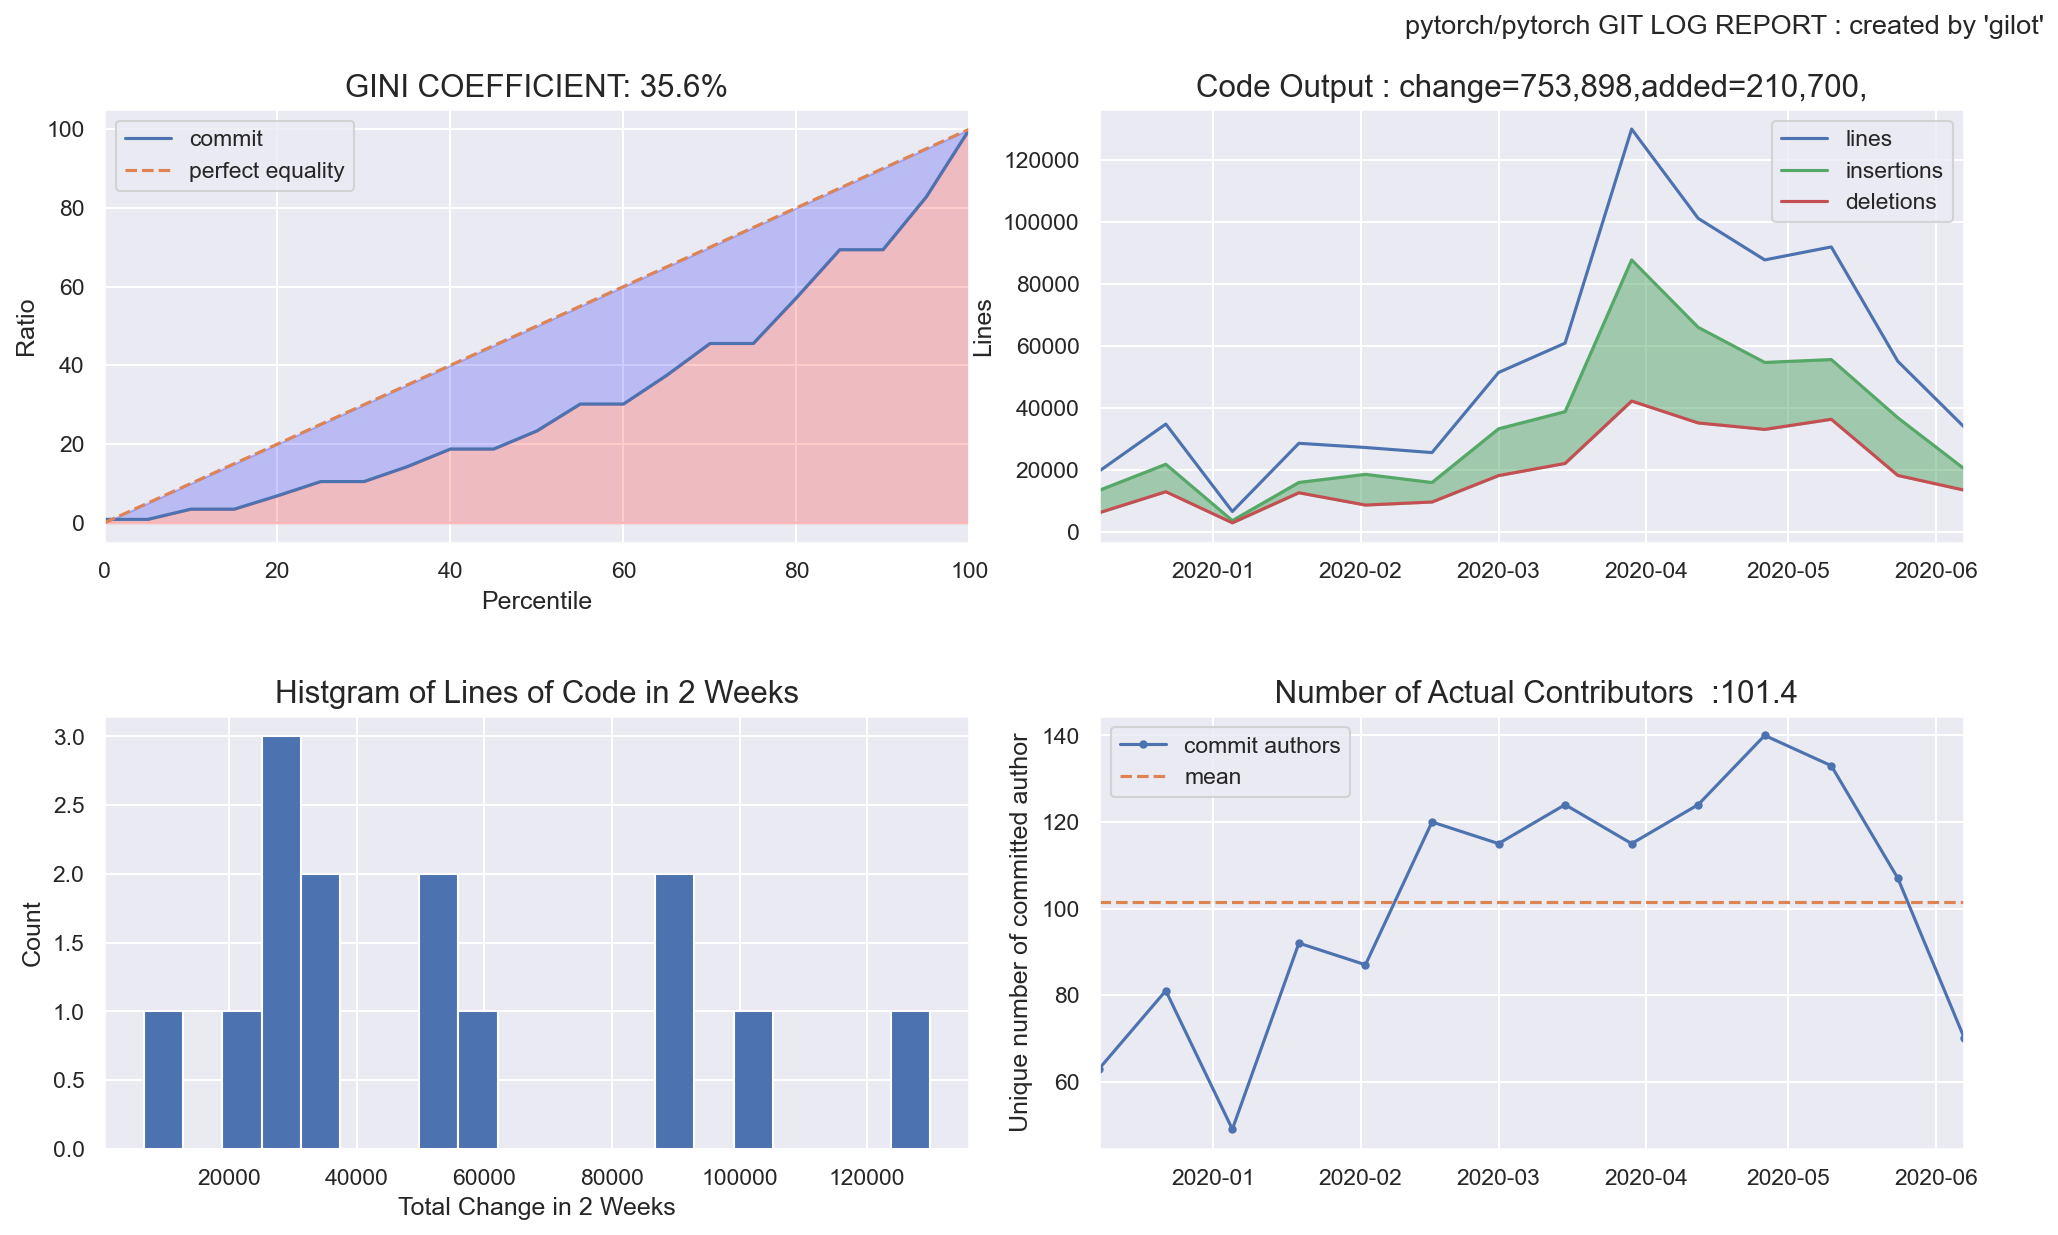 pytorch/pytorch GIT LOG REPORT : created by 'gilot'
GINI COEFFICIENT: 35.6%
commit
perfect equality
100
80
60
40
20
0
Ratio
0 20 40 60 80 100
Percentile
Code Output : change=753,898,added=210,700,
lines
insertions
deletions
120000
100000
80000
60000
40000
20000
0
Lines
2020-01 2020-02 2020-03 2020-04 2020-05 2020-06
Histgram of Lines of Code in 2 Weeks
3.0
2.5
2.0
1.5
1.0
0.5
0.0
Count
20000 40000 60000 80000 100000 120000
Total Change in 2 Weeks
Number of Actual Contributors  :101.4
commit authors
mean
140
120
100
80
60
Unique number of committed author
2020-01 2020-02 2020-03 2020-04 2020-05 2020-06